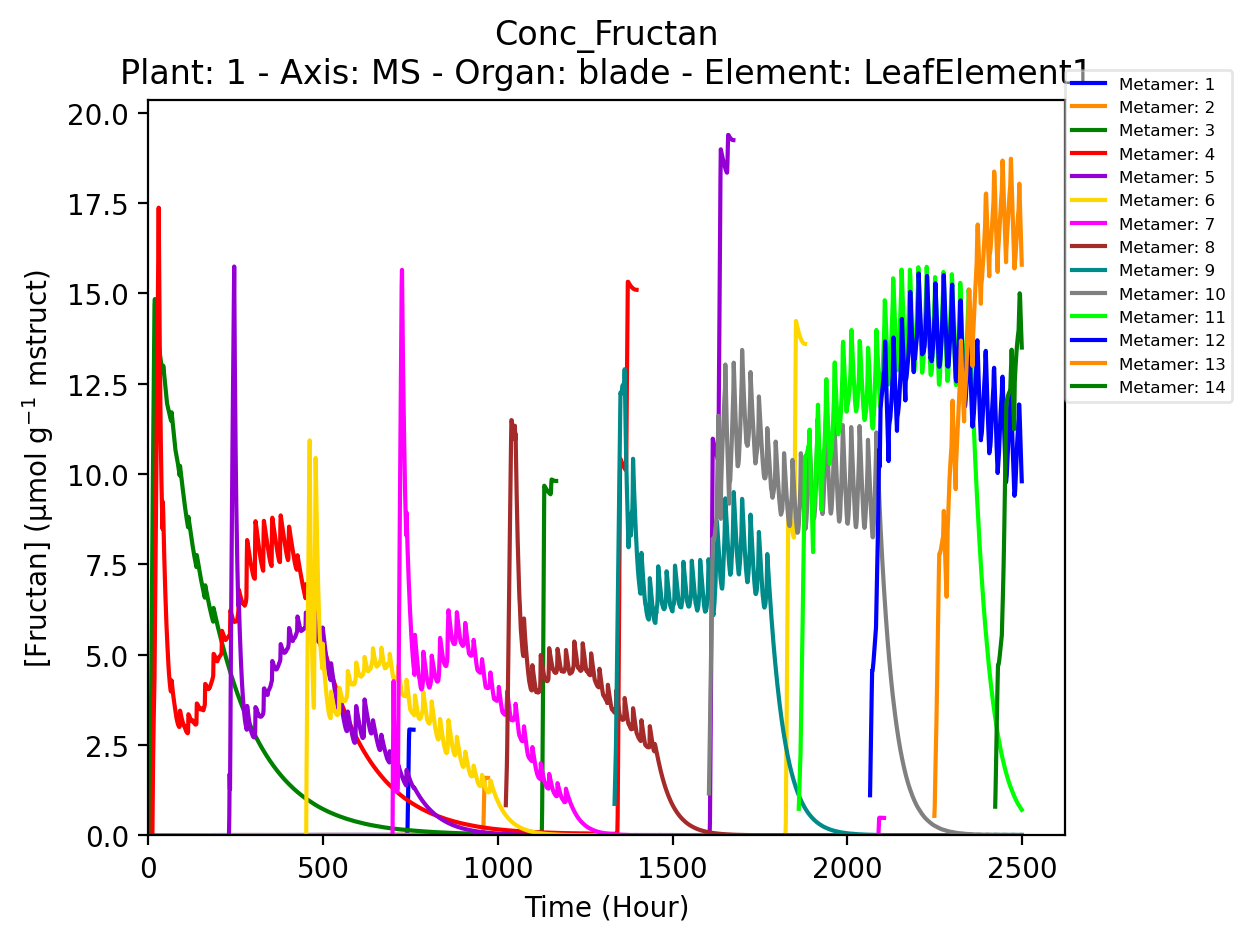 Conc_Fructan
Plant: 1 - Axis: MS - Organ: blade - Element: LeafElement1
[Fructan] (µmol g⁻¹ mstruct)
20.0
17.5
15.0
12.5
10.0
7.5
5.0
2.5
0.0
0 500 1000 1500 2000 2500
Time (Hour)
Metamer: 1
Metamer: 2
Metamer: 3
Metamer: 4
Metamer: 5
Metamer: 6
Metamer: 7
Metamer: 8
Metamer: 9
Metamer: 10
Metamer: 11
Metamer: 12
Metamer: 13
Metamer: 14